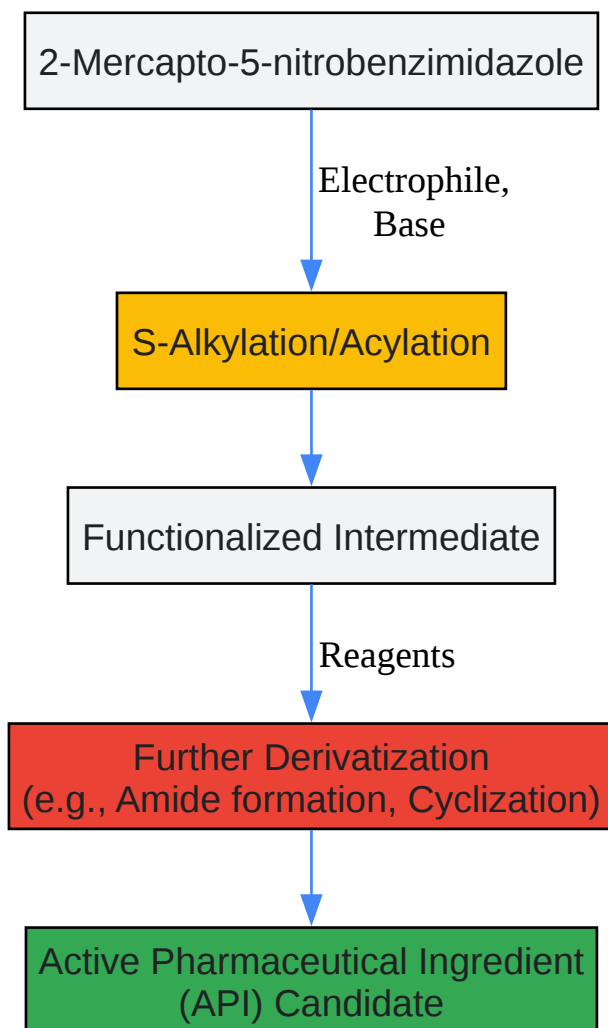 2-Mercapto-5-nitrobenzimidazole
Electrophile,
Base
S-Alkylation/Acylation
Functionalized Intermediate
Reagents
Further Derivatization
(e.g., Amide formation, Cyclization)
Active Pharmaceutical Ingredient
(API) Candidate